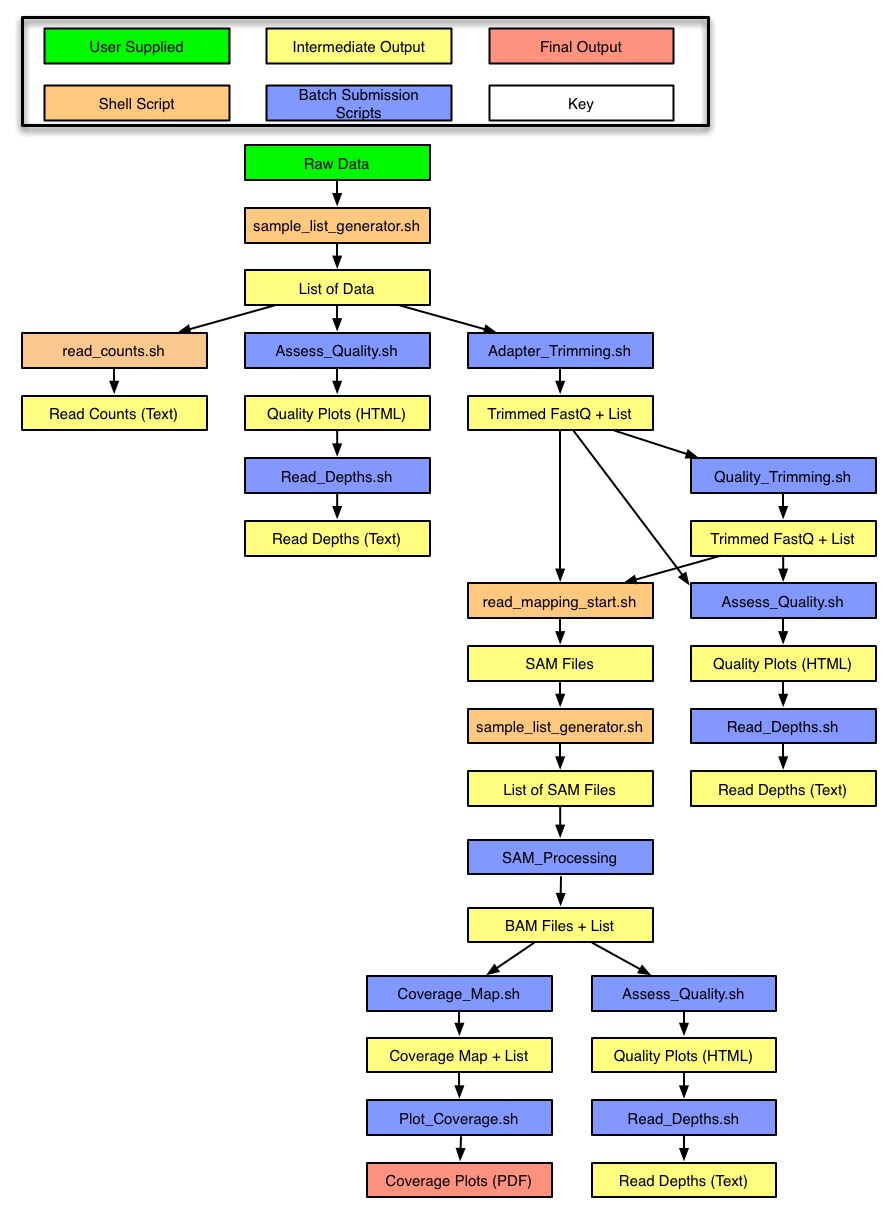 User Supplied
Intermediate Output
Final Output
Shell Script
Batch Submission
Scripts
Key
Raw Data
sample_list_generator.sh
List of Data
read_counts.sh
Assess_Quality.sh
Adapter_Trimming.sh
Read Counts (Text)
Quality Plots (HTML)
Trimmed FastQ + List
Read_Depths.sh
Quality_Trimming.sh
Read Depths (Text)
Trimmed FastQ + List
read_mapping_start.sh
Assess_Quality.sh
SAM Files
Quality Plots (HTML)
sample_list_generator.sh
Read_Depths.sh
List of SAM Files
Read Depths (Text)
SAM_Processing
BAM Files + List
Coverage_Map.sh
Assess_Quality.sh
Coverage Map + List
Quality Plots (HTML)
Plot_Coverage.sh
Read_Depths.sh
Coverage Plots (PDF)
Read Depths (Text)